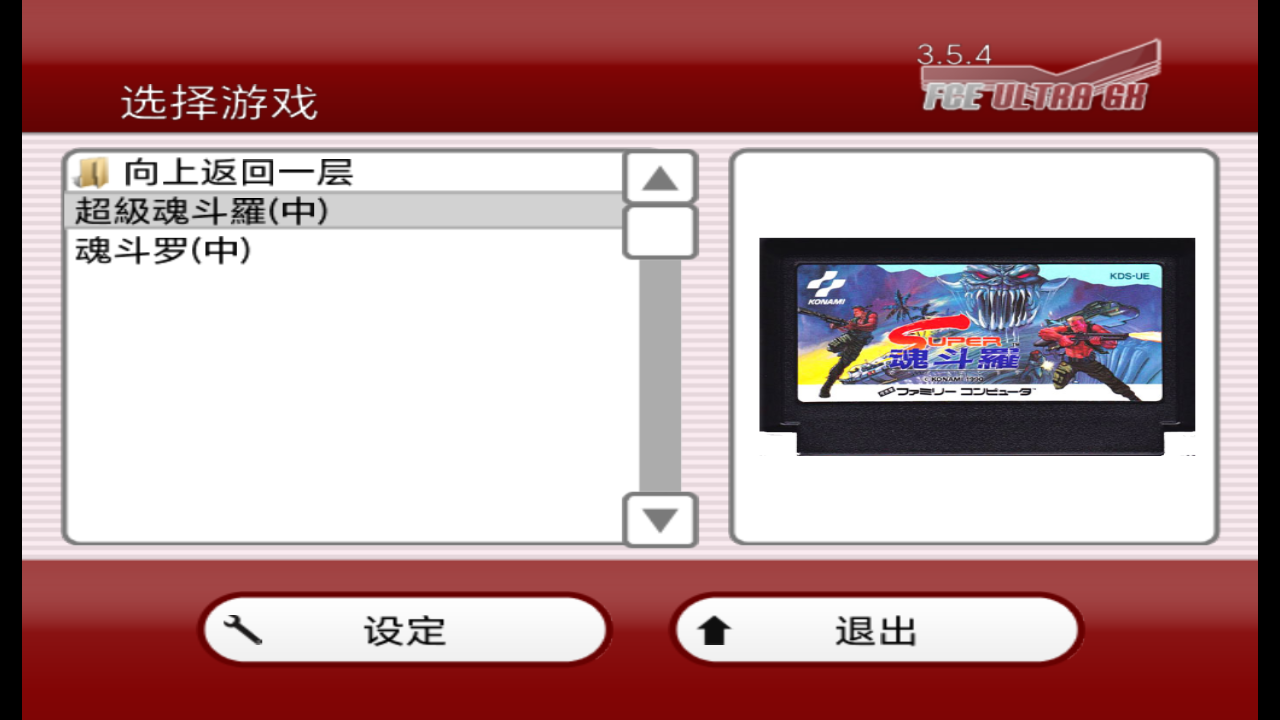 3.5.4
FCE ULTRA GX
选择游戏
向上返回一层
超級魂斗羅(中)
魂斗罗(中)
KDS-UE
KONAMI
SUPER
魂斗羅
© KONAMI 1990
ファミリー コンピュータ
设定
退出